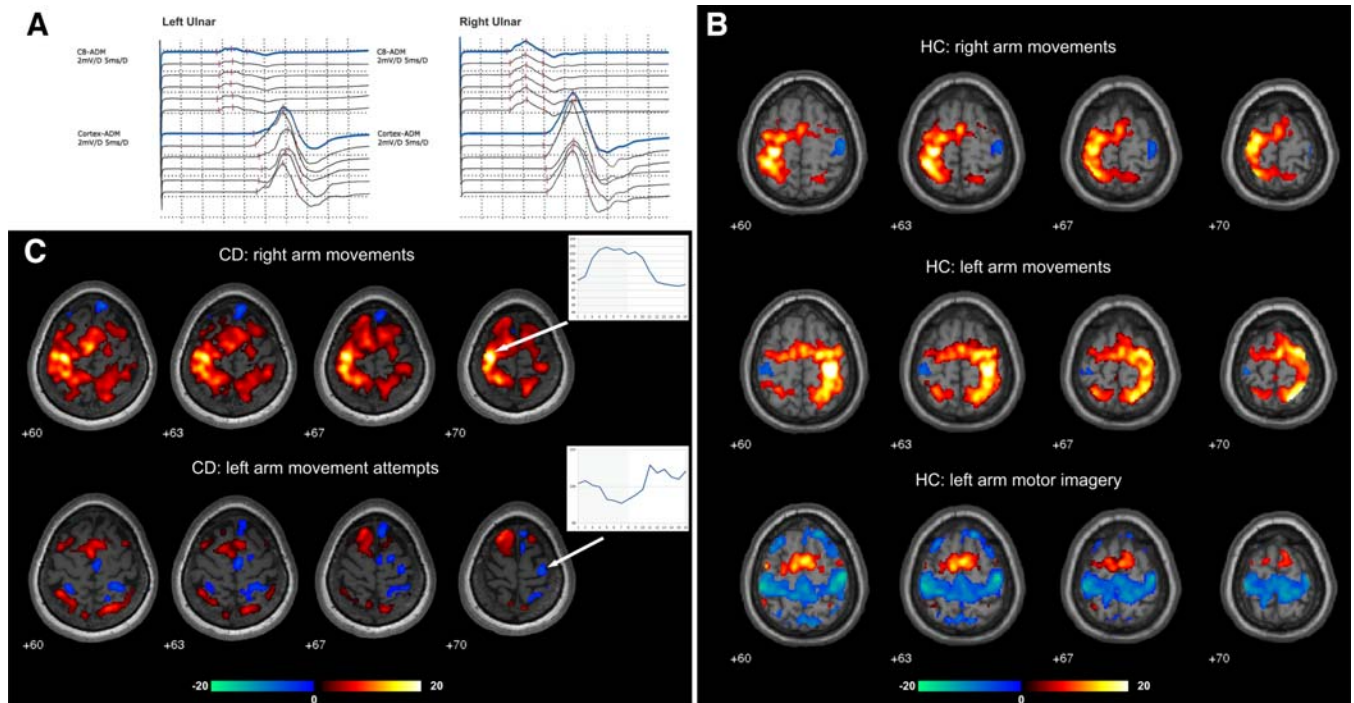 A
Left Ulnar
Right Ulnar
C8-ADM
2mV/D 5ms/D
C8-ADM
2mV/D 5ms/D
Cortex-ADM
2mV/D 5ms/D
Cortex-ADM
2mV/D 5ms/D
B
HC: right arm movements
+60 +63 +67 +70
HC: left arm movements
+60 +63 +67 +70
HC: left arm motor imagery
+60 +63 +67 +70
-20 0 20
C
CD: right arm movements
+60 +63 +67 +70
CD: left arm movement attempts
+60 +63 +67 +70
-20 0 20